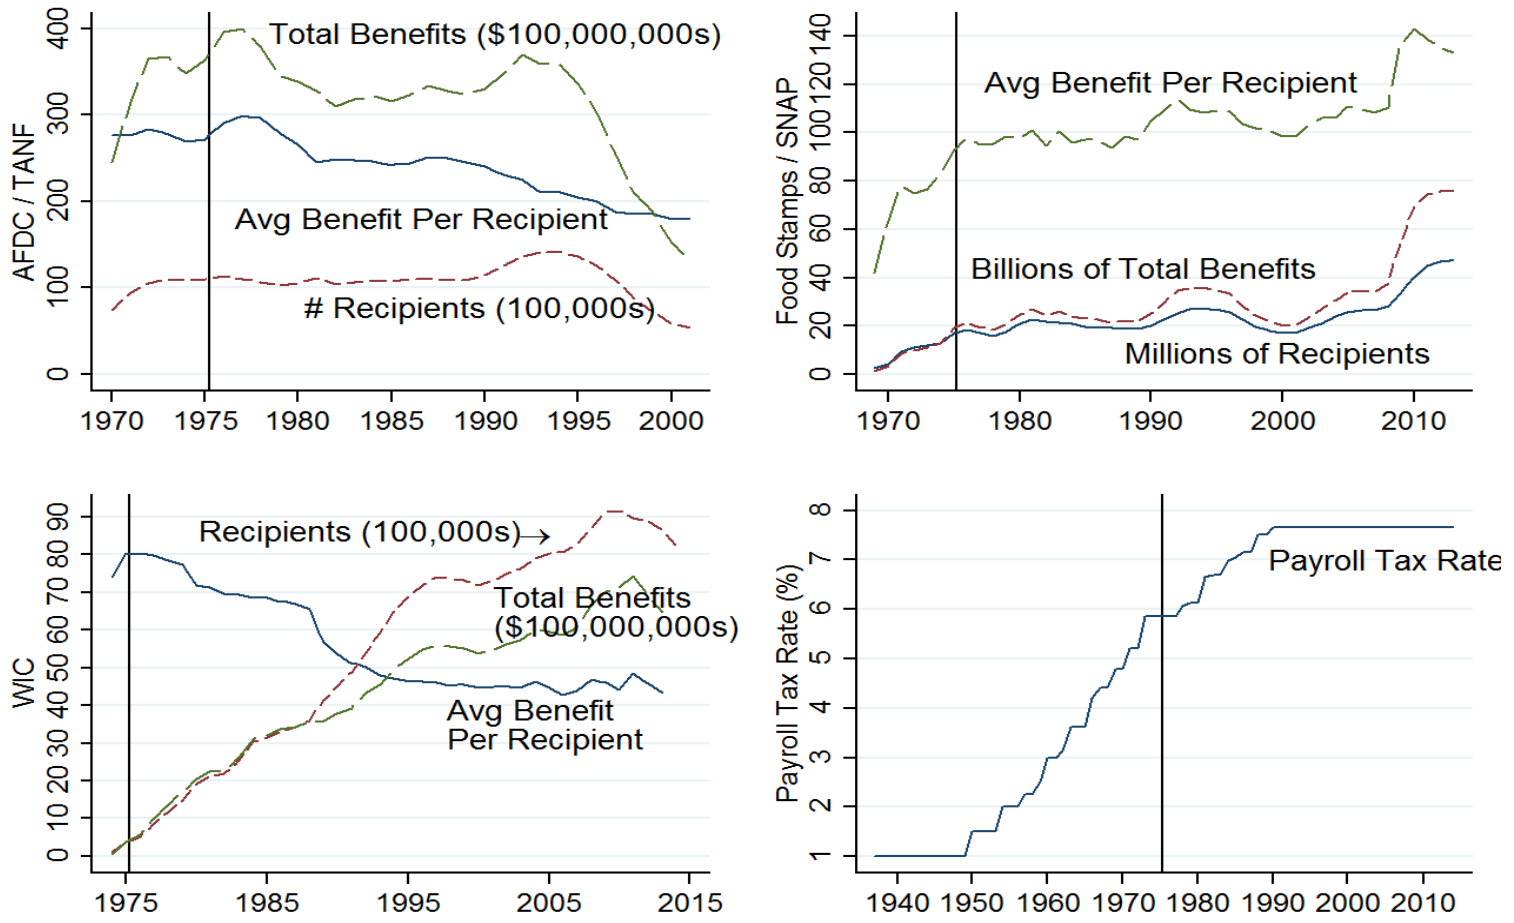 AFDC / TANF
400
300
200
100
0
Total Benefits ($100,000,000s)
Avg Benefit Per Recipient
# Recipients (100,000s)
1970 1975 1980 1985 1990 1995 2000
Food Stamps / SNAP
140
120
100
80
60
40
20
0
Avg Benefit Per Recipient
Billions of Total Benefits
Millions of Recipients
1970 1980 1990 2000 2010
WIC
90
80
70
60
50
40
30
20
10
0
Recipients (100,000s)→
Total Benefits
($100,000,000s)
Avg Benefit
Per Recipient
1975 1985 1995 2005 2015
Payroll Tax Rate (%)
8
7
6
5
4
3
2
1
Payroll Tax Rate
1940 1950 1960 1970 1980 1990 2000 2010